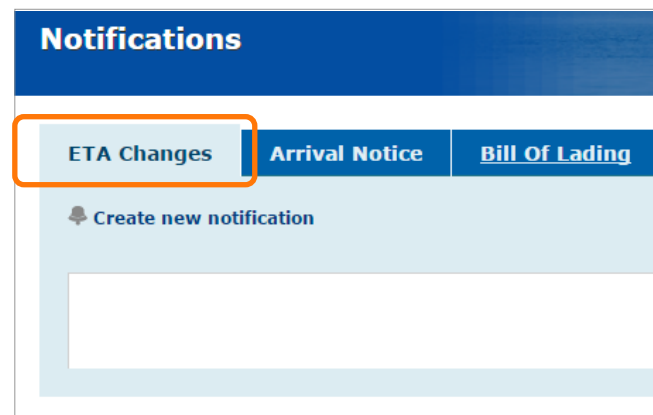 Notifications
ETA Changes Arrival Notice Bill Of Lading
Create new notification